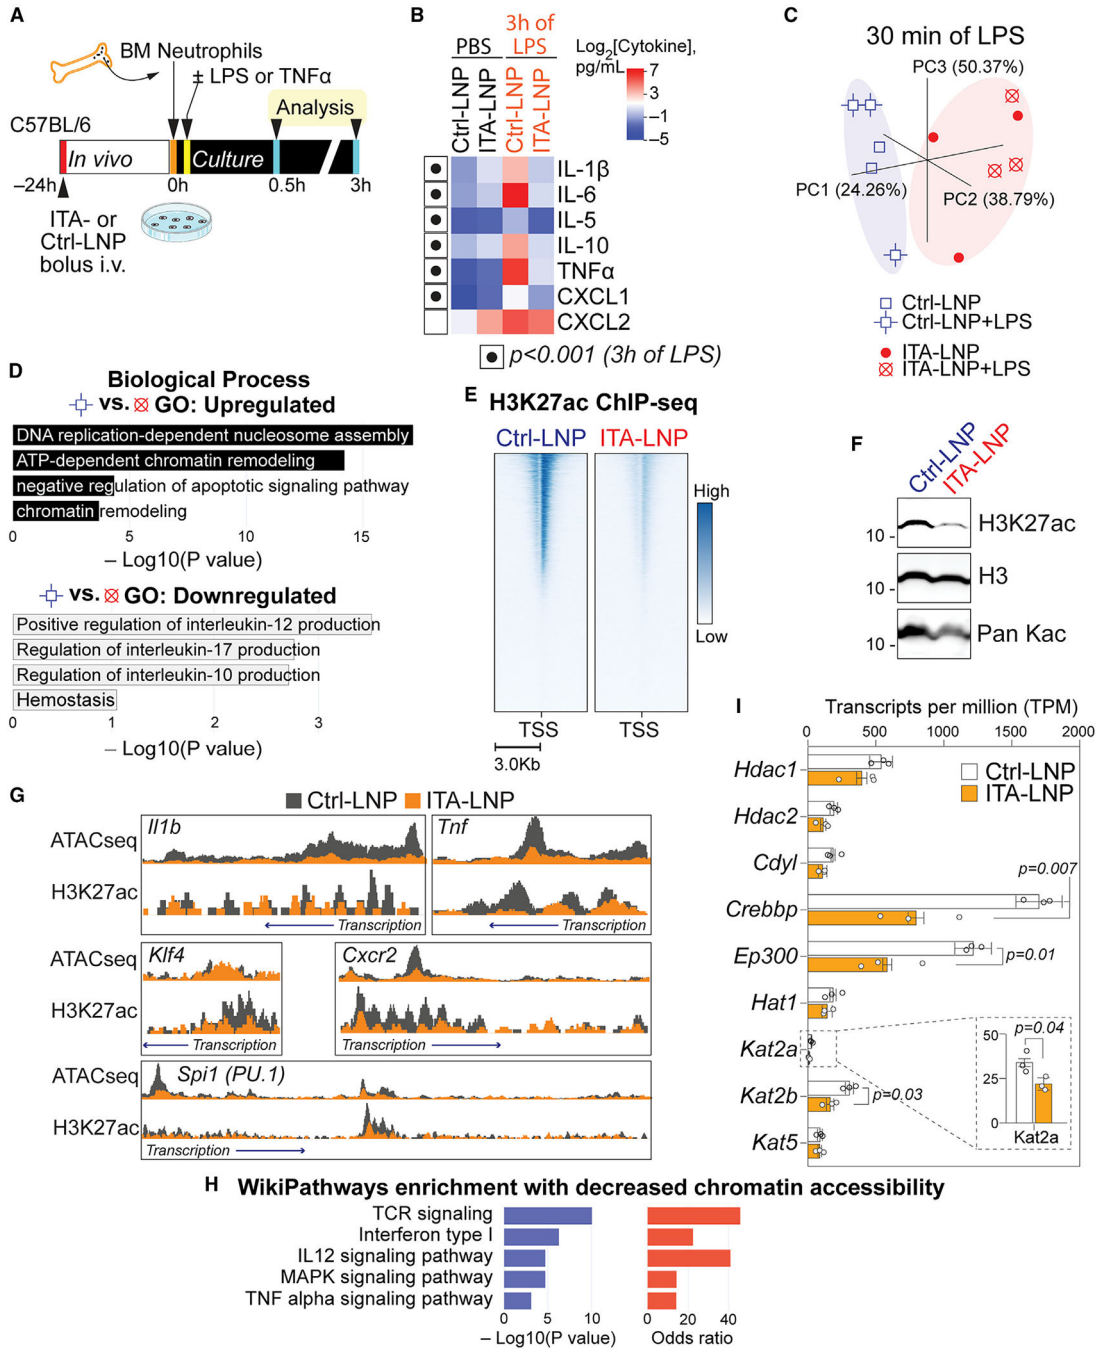 A
BM Neutrophils
± LPS or TNFα
Analysis
C57BL/6
In vivo
Culture
–24h
0h
0.5h
3h
ITA- or
Ctrl-LNP
bolus i.v.
B
3h of
PBS LPS
Ctrl-LNP
ITA-LNP
Ctrl-LNP
ITA-LNP
Log2[Cytokine],
pg/mL
7
3
–1
–5
IL-1β
IL-6
IL-5
IL-10
TNFα
CXCL1
CXCL2
p<0.001 (3h of LPS)
C
30 min of LPS
PC3 (50.37%)
PC1 (24.26%)
PC2 (38.79%)
Ctrl-LNP
Ctrl-LNP+LPS
ITA-LNP
ITA-LNP+LPS
D
Biological Process
vs. GO: Upregulated
DNA replication-dependent nucleosome assembly
ATP-dependent chromatin remodeling
negative regulation of apoptotic signaling pathway
chromatin remodeling
0 5 10 15
– Log10(P value)
vs. GO: Downregulated
Positive regulation of interleukin-12 production
Regulation of interleukin-17 production
Regulation of interleukin-10 production
Hemostasis
0 1 2 3
– Log10(P value)
E
H3K27ac ChIP-seq
Ctrl-LNP ITA-LNP
High
Low
TSS TSS
3.0Kb
F
Ctrl-LNP
ITA-LNP
10 - H3K27ac
10 - H3
10 - Pan Kac
G
Ctrl-LNP ITA-LNP
ATACseq
H3K27ac
Il1b
Transcription
Tnf
Transcription
ATACseq
H3K27ac
Klf4
Transcription
Cxcr2
Transcription
ATACseq
H3K27ac
Spi1 (PU.1)
Transcription
H
WikiPathways enrichment with decreased chromatin accessibility
TCR signaling
Interferon type I
IL12 signaling pathway
MAPK signaling pathway
TNF alpha signaling pathway
0 5 10
– Log10(P value)
0 20 40
Odds ratio
I
Transcripts per million (TPM)
0 500 1000 1500 2000
Ctrl-LNP
ITA-LNP
Hdac1
Hdac2
Cdyl
p=0.007
Crebbp
Ep300
p=0.01
Hat1
Kat2a
Kat2b
p=0.03
Kat5
p=0.04
50
25
0
Kat2a